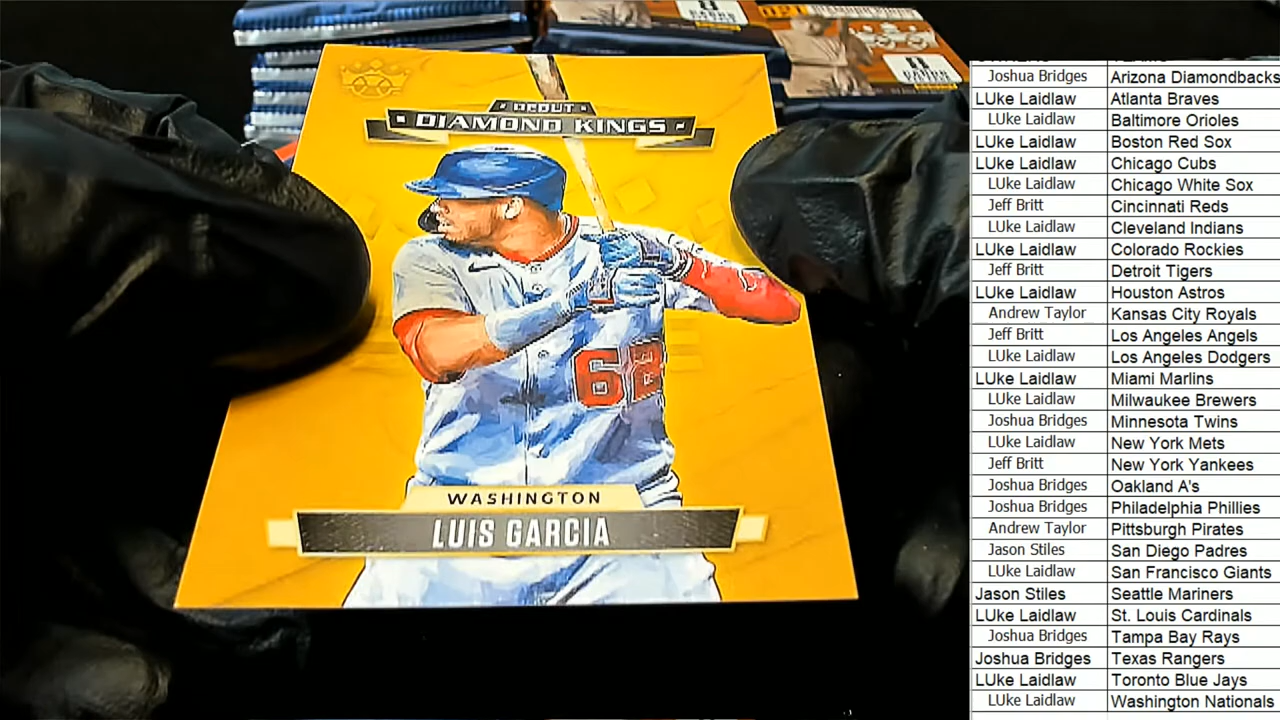 DEBUT
DIAMOND KINGS
62
WASHINGTON
LUIS GARCIA
Joshua Bridges Arizona Diamondbacks
LUke Laidlaw Atlanta Braves
LUke Laidlaw Baltimore Orioles
LUke Laidlaw Boston Red Sox
LUke Laidlaw Chicago Cubs
LUke Laidlaw Chicago White Sox
Jeff Britt Cincinnati Reds
LUke Laidlaw Cleveland Indians
LUke Laidlaw Colorado Rockies
Jeff Britt Detroit Tigers
LUke Laidlaw Houston Astros
Andrew Taylor Kansas City Royals
Jeff Britt Los Angeles Angels
LUke Laidlaw Los Angeles Dodgers
LUke Laidlaw Miami Marlins
LUke Laidlaw Milwaukee Brewers
Joshua Bridges Minnesota Twins
LUke Laidlaw New York Mets
Jeff Britt New York Yankees
Joshua Bridges Oakland A's
Joshua Bridges Philadelphia Phillies
Andrew Taylor Pittsburgh Pirates
Jason Stiles San Diego Padres
LUke Laidlaw San Francisco Giants
Jason Stiles Seattle Mariners
LUke Laidlaw St. Louis Cardinals
Joshua Bridges Tampa Bay Rays
Joshua Bridges Texas Rangers
LUke Laidlaw Toronto Blue Jays
LUke Laidlaw Washington Nationals